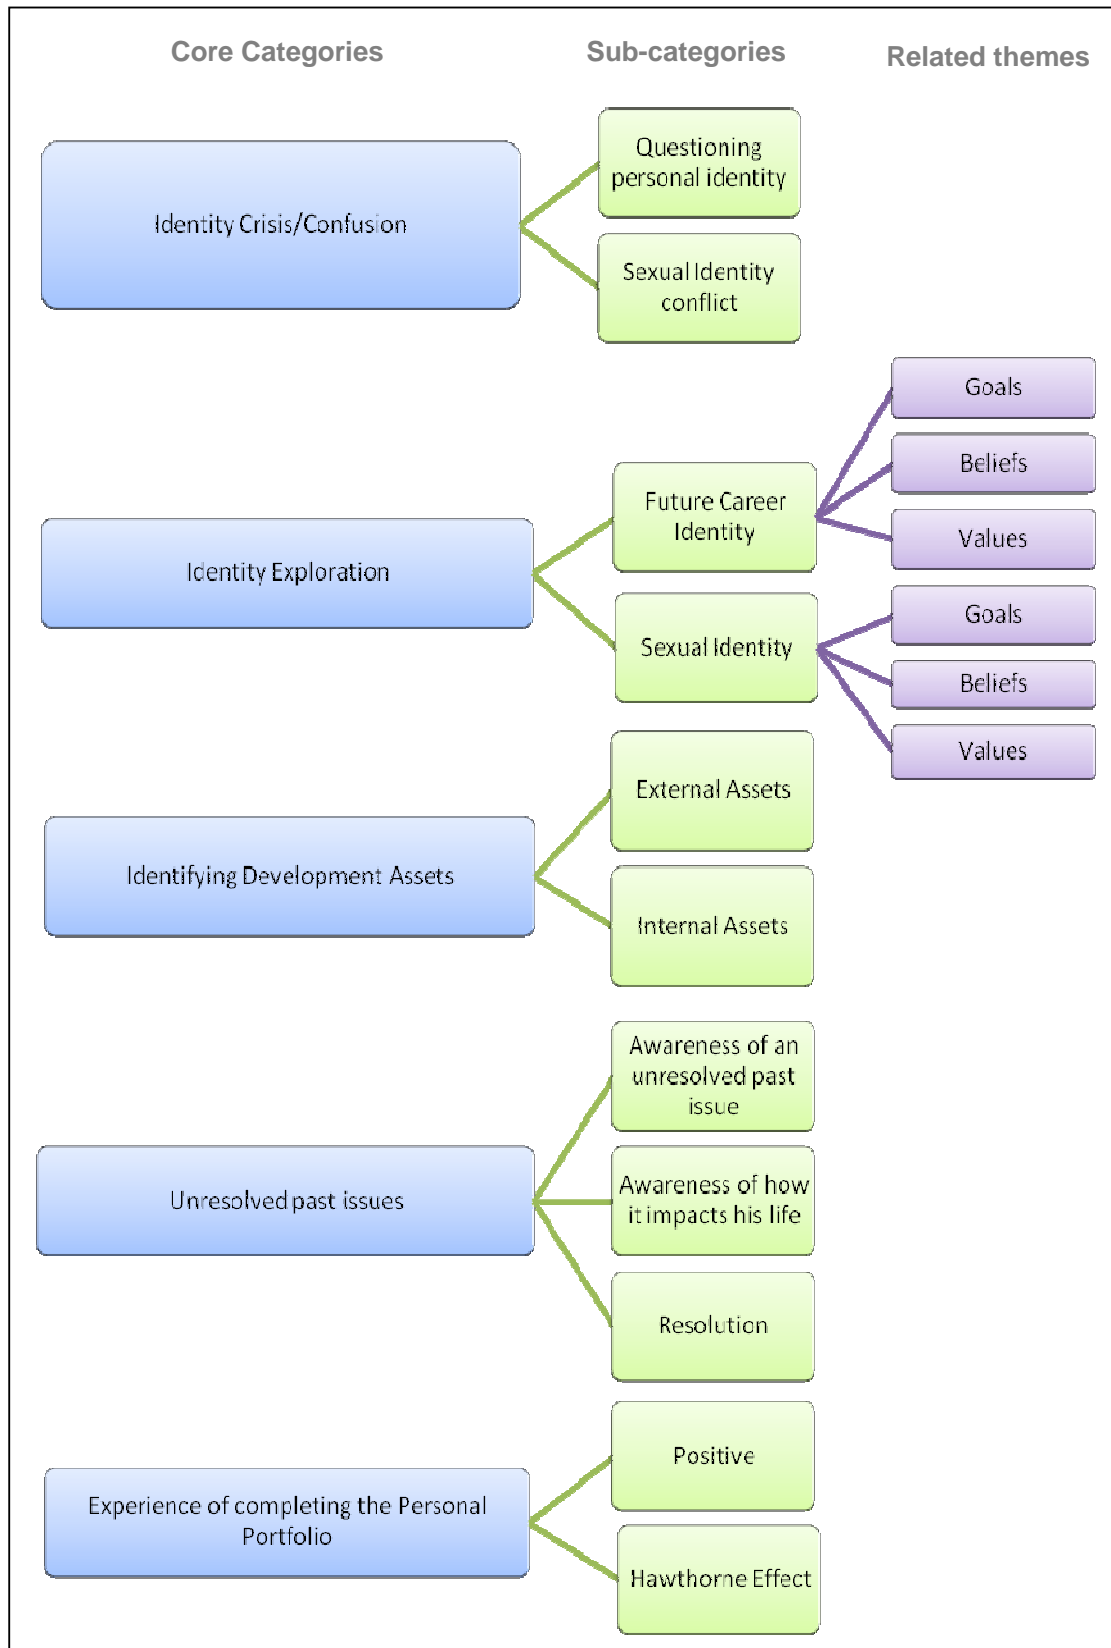 Core Categories
Sub-categories
Related themes
Identity Crisis/Confusion
Questioning
personal identity
Sexual Identity
conflict
Identity Exploration
Future Career
Identity
Goals
Beliefs
Values
Sexual Identity
Goals
Beliefs
Values
Identifying Development Assets
External Assets
Internal Assets
Unresolved past issues
Awareness of an
unresolved past
issue
Awareness of how
it impacts his life
Resolution
Experience of completing the Personal
Portfolio
Positive
Hawthorne Effect